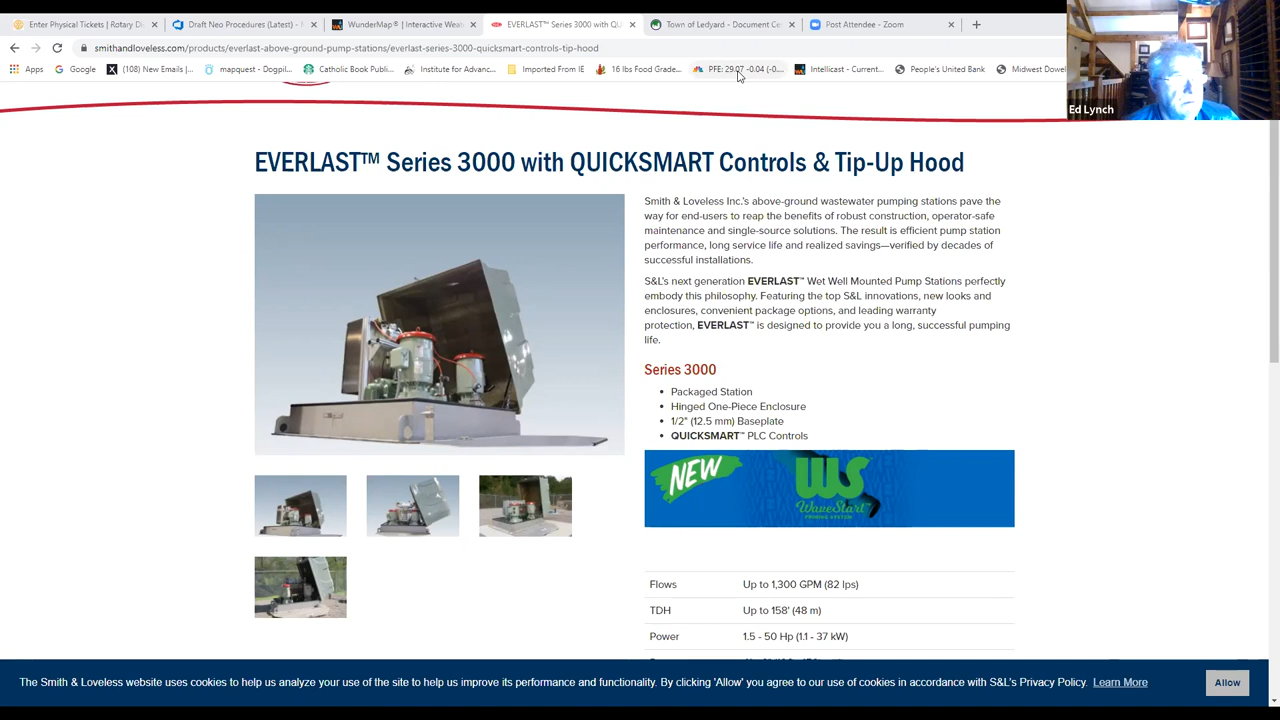 Enter Physical Tickets | Rotary Di
Draft Neo Procedures (Latest) -
WunderMap® | Interactive Weat
EVERLAST™ Series 3000 with QU
Town of Ledyard - Document Ce
Post Attendee - Zoom
smithandloveless.com/products/everlast-above-ground-pump-stations/everlast-series-3000-quicksmart-controls-tip-hood
Apps
Google
(108) New Emails |...
mapquest - Dogpil...
Catholic Book Publi...
Institute for Advanc...
Imported From IE
16 lbs Food Grade...
PFE: 29.07 -0.04 (-0....
Intellicast - Current...
People's United Bank
Midwest Dowel
Ed Lynch
EVERLAST™ Series 3000 with QUICKSMART Controls & Tip-Up Hood
Smith & Loveless Inc.'s above-ground wastewater pumping stations pave the
way for end-users to reap the benefits of robust construction, operator-safe
maintenance and single-source solutions. The result is efficient pump station
performance, long service life and realized savings—verified by decades of
successful installations.
S&L's next generation EVERLAST™ Wet Well Mounted Pump Stations perfectly
embody this philosophy. Featuring the top S&L innovations, new looks and
enclosures, convenient package options, and leading warranty
protection, EVERLAST™ is designed to provide you a long, successful pumping
life.
Series 3000
• Packaged Station
• Hinged One-Piece Enclosure
• 1/2" (12.5 mm) Baseplate
• QUICKSMART™ PLC Controls
NEW
WS
WaveStart™
PRIMING SYSTEM
Flows Up to 1,300 GPM (82 lps)
TDH Up to 158' (48 m)
Power 1.5 - 50 Hp (1.1 - 37 kW)
The Smith & Loveless website uses cookies to help us analyze your use of the site to help us improve its performance and functionality. By clicking 'Allow' you agree to our use of cookies in accordance with S&L's Privacy Policy. Learn More
Allow